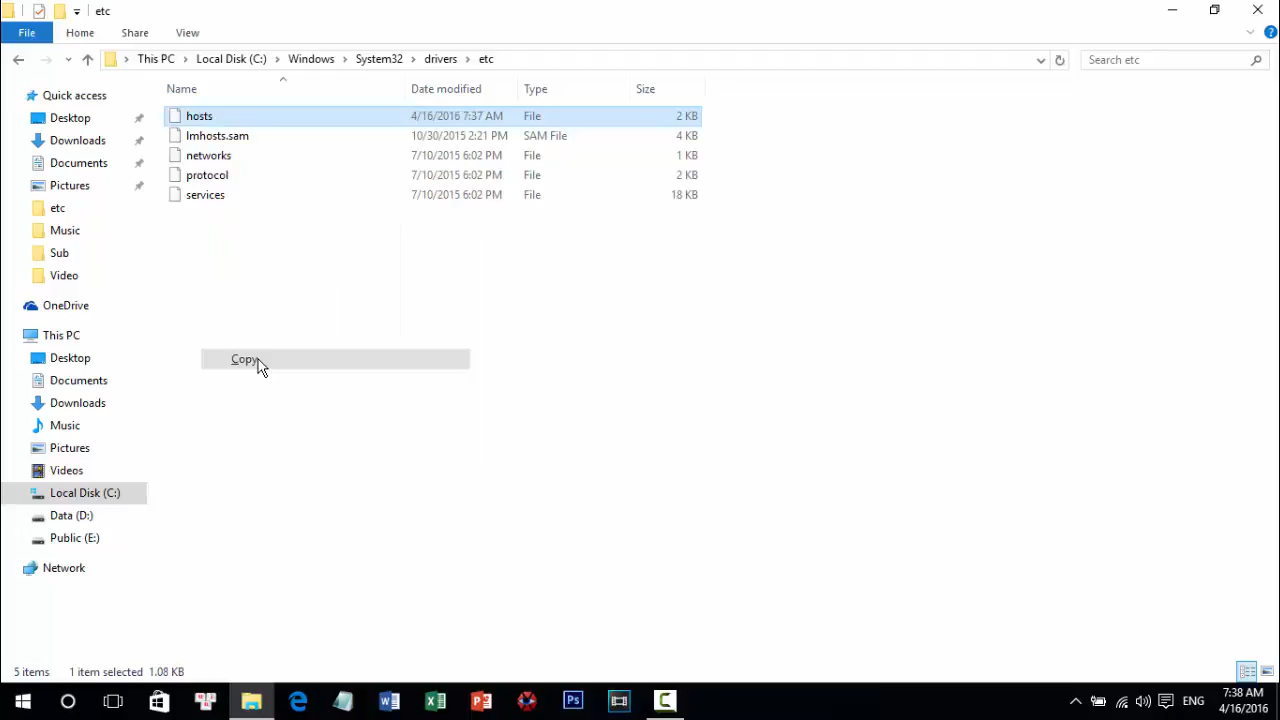 etc
File Home Share View
This PC Local Disk (C:) Windows System32 drivers etc Search etc
Name Date modified Type Size
Quick access
Desktop
Downloads
Documents
Pictures
etc
Music
Sub
Video
OneDrive
This PC
Desktop
Documents
Downloads
Music
Pictures
Videos
Local Disk (C:)
Data (D:)
Public (E:)
Network
hosts 4/16/2016 7:37 AM File 2 KB
lmhosts.sam 10/30/2015 2:21 PM SAM File 4 KB
networks 7/10/2015 6:02 PM File 1 KB
protocol 7/10/2015 6:02 PM File 2 KB
services 7/10/2015 6:02 PM File 18 KB
Copy
5 items 1 item selected 1.08 KB
ENG
7:38 AM
4/16/2016